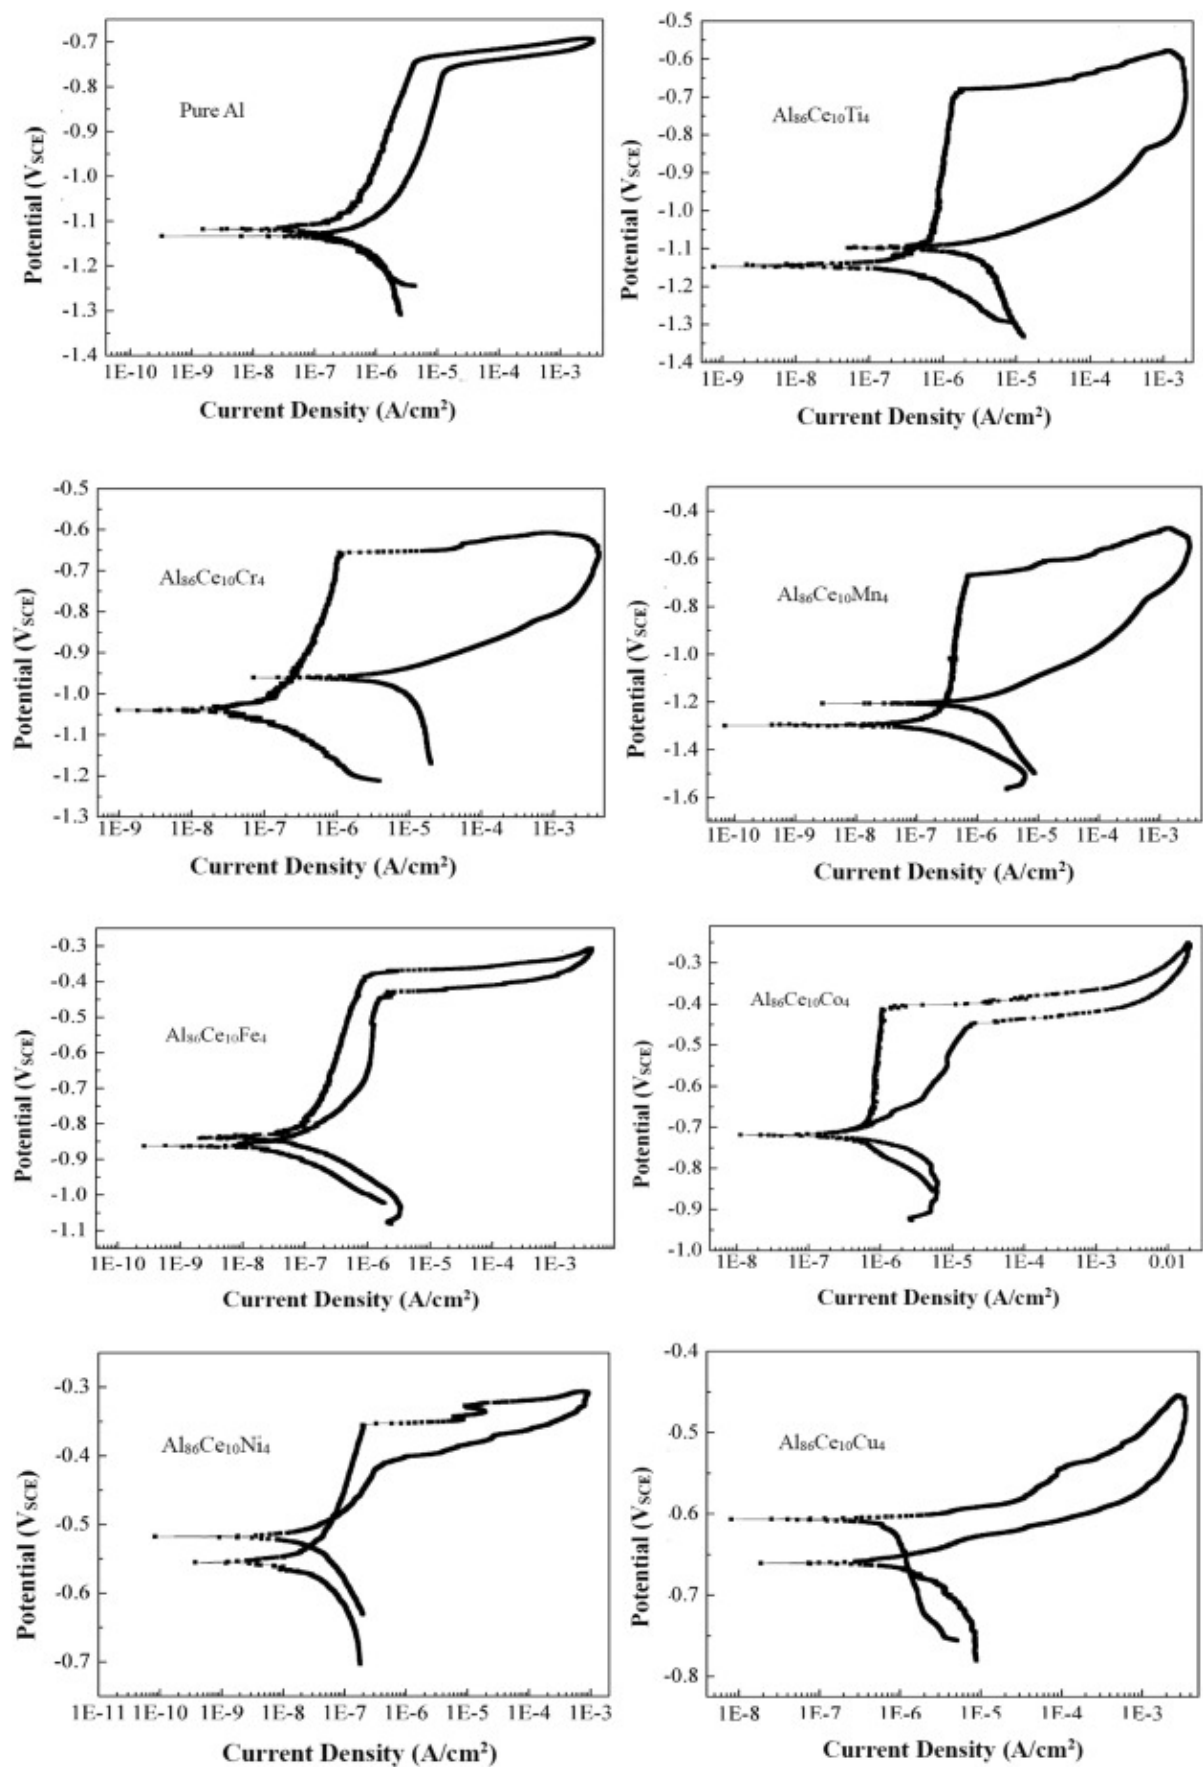 -0.7
-0.8
-0.9
-1.0
-1.1
-1.2
-1.3
-1.4
Potential (V_SCE)
Pure Al
1E-10 1E-9 1E-8 1E-7 1E-6 1E-5 1E-4 1E-3
Current Density (A/cm²)
-0.5
-0.6
-0.7
-0.8
-0.9
-1.0
-1.1
-1.2
-1.3
-1.4
Potential (V_SCE)
Al₈₆Ce₁₀Ti₄
1E-9 1E-8 1E-7 1E-6 1E-5 1E-4 1E-3
Current Density (A/cm²)
-0.5
-0.6
-0.7
-0.8
-0.9
-1.0
-1.1
-1.2
-1.3
Potential (V_SCE)
Al₈₆Ce₁₀Cr₄
1E-9 1E-8 1E-7 1E-6 1E-5 1E-4 1E-3
Current Density (A/cm²)
-0.4
-0.6
-0.8
-1.0
-1.2
-1.4
-1.6
Potential (V_SCE)
Al₈₆Ce₁₀Mn₄
1E-10 1E-9 1E-8 1E-7 1E-6 1E-5 1E-4 1E-3
Current Density (A/cm²)
-0.3
-0.4
-0.5
-0.6
-0.7
-0.8
-0.9
-1.0
-1.1
Potential (V_SCE)
Al₈₆Ce₁₀Fe₄
1E-10 1E-9 1E-8 1E-7 1E-6 1E-5 1E-4 1E-3
Current Density (A/cm²)
-0.3
-0.4
-0.5
-0.6
-0.7
-0.8
-0.9
-1.0
Potential (V_SCE)
Al₈₆Ce₁₀Co₄
1E-8 1E-7 1E-6 1E-5 1E-4 1E-3 0.01
Current Density (A/cm²)
-0.3
-0.4
-0.5
-0.6
-0.7
Potential (V_SCE)
Al₈₆Ce₁₀Ni₄
1E-11 1E-10 1E-9 1E-8 1E-7 1E-6 1E-5 1E-4 1E-3
Current Density (A/cm²)
-0.4
-0.5
-0.6
-0.7
-0.8
Potential (V_SCE)
Al₈₆Ce₁₀Cu₄
1E-8 1E-7 1E-6 1E-5 1E-4 1E-3
Current Density (A/cm²)